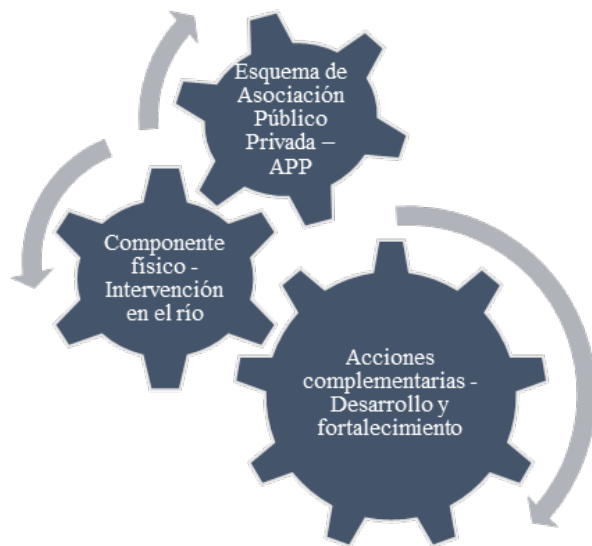 Esquema de
Asociación
Público
Privada –
APP
Componente
físico -
Intervención
en el río
Acciones
complementarias -
Desarrollo y
fortalecimiento